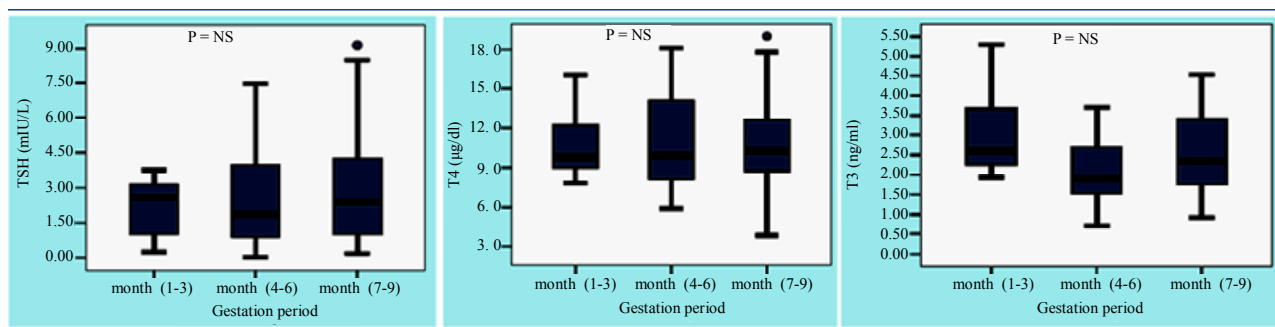 P = NS
TSH (mIU/L)
9.00
7.50
6.00
4.50
3.00
1.50
0.00
month (1-3) month (4-6) month (7-9)
Gestation period
P = NS
T4 (µg/dl)
18. 0
15. 0
12. 0
9. 0
6. 0
3. 0
month (1-3) month (4-6) month (7-9)
Gestation period
P = NS
T3 (ng/ml)
5.50
5.00
4.50
4.00
3.50
3.00
2.50
2.00
1.50
1.00
0.50
0.00
month (1-3) month (4-6) month (7-9)
Gestation period